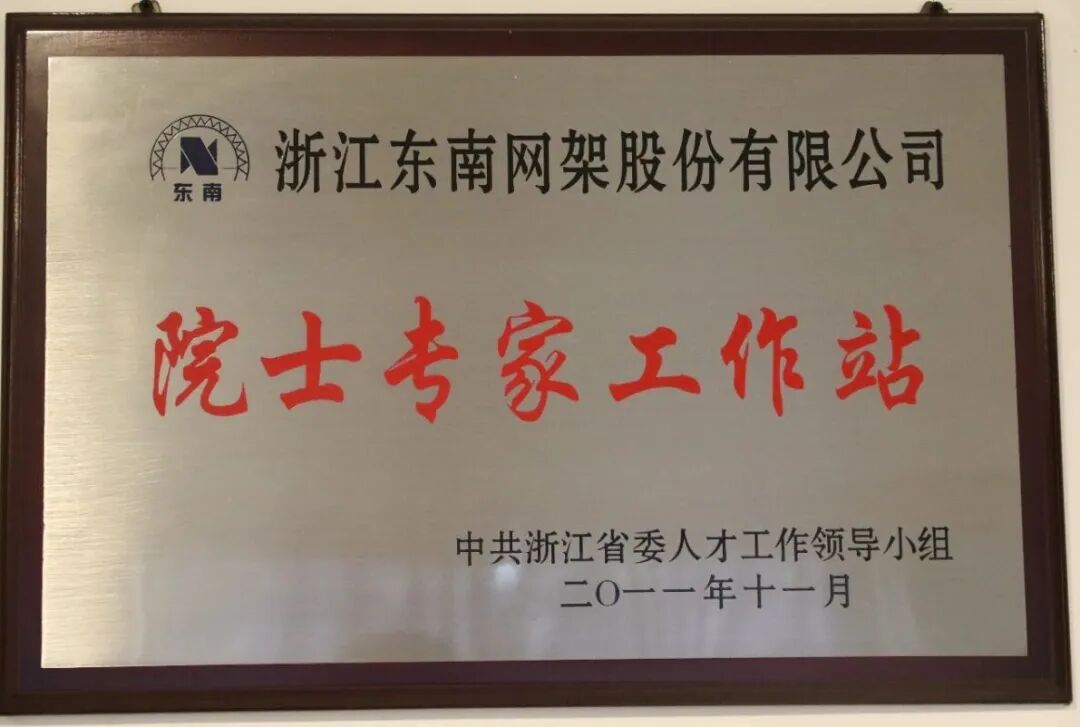 浙江东南网架股份有限公司
东南
院士专家工作站
中共浙江省委人才工作领导小组
二〇一一年十一月